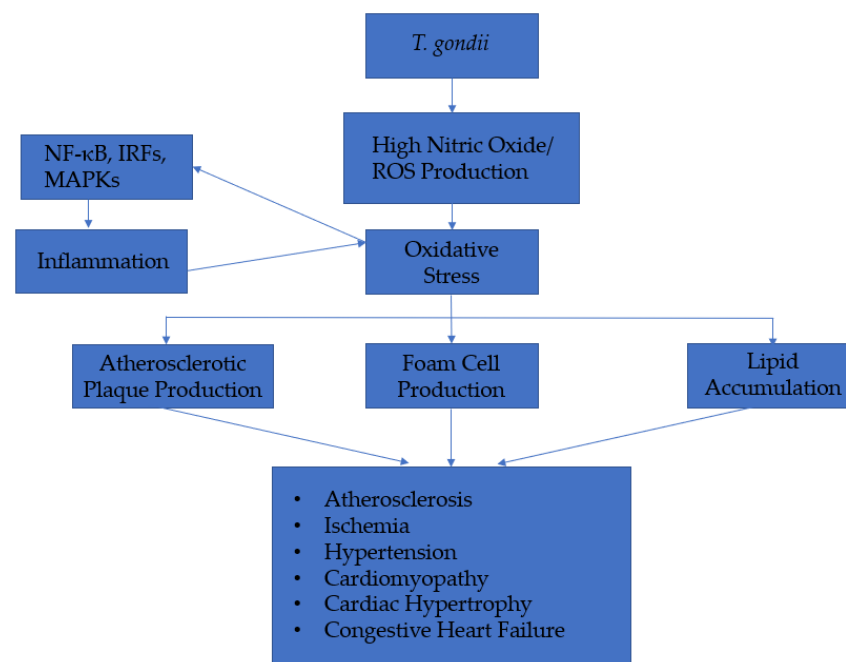 T. gondii
High Nitric Oxide/
ROS Production
NF-κB, IRFs,
MAPKs
Inflammation
Oxidative
Stress
Atherosclerotic
Plaque Production
Foam Cell
Production
Lipid
Accumulation
• Atherosclerosis
• Ischemia
• Hypertension
• Cardiomyopathy
• Cardiac Hypertrophy
• Congestive Heart Failure